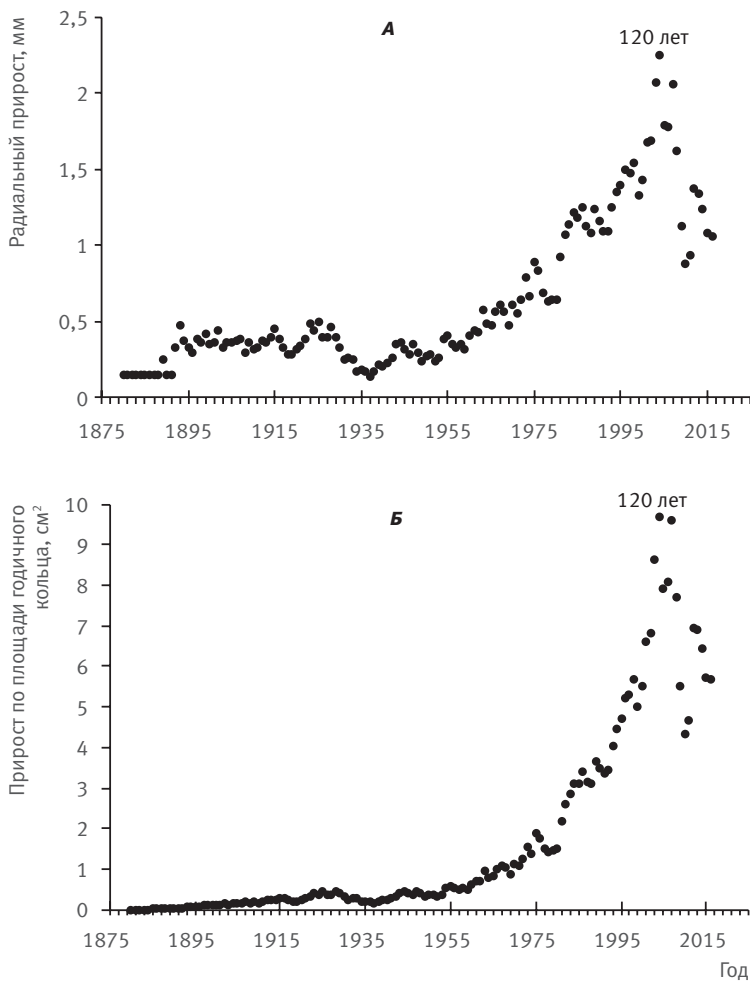 2,5
А
Радиальный прирост, мм
120 лет
2
1,5
1
0,5
0
1875 1895 1915 1935 1955 1975 1995 2015
Прирост по площади годичного
кольца, см²
Б
120 лет
10
9
8
7
6
5
4
3
2
1
0
1875 1895 1915 1935 1955 1975 1995 2015
Год